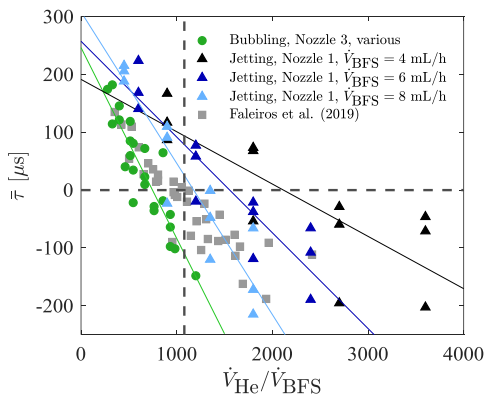 300
200
100
0
-100
-200
τ̄ [μs]
Bubbling, Nozzle 3, various
Jetting, Nozzle 1, V̇BFS = 4 mL/h
Jetting, Nozzle 1, V̇BFS = 6 mL/h
Jetting, Nozzle 1, V̇BFS = 8 mL/h
Faleiros et al. (2019)
0 1000 2000 3000 4000
V̇He/V̇BFS